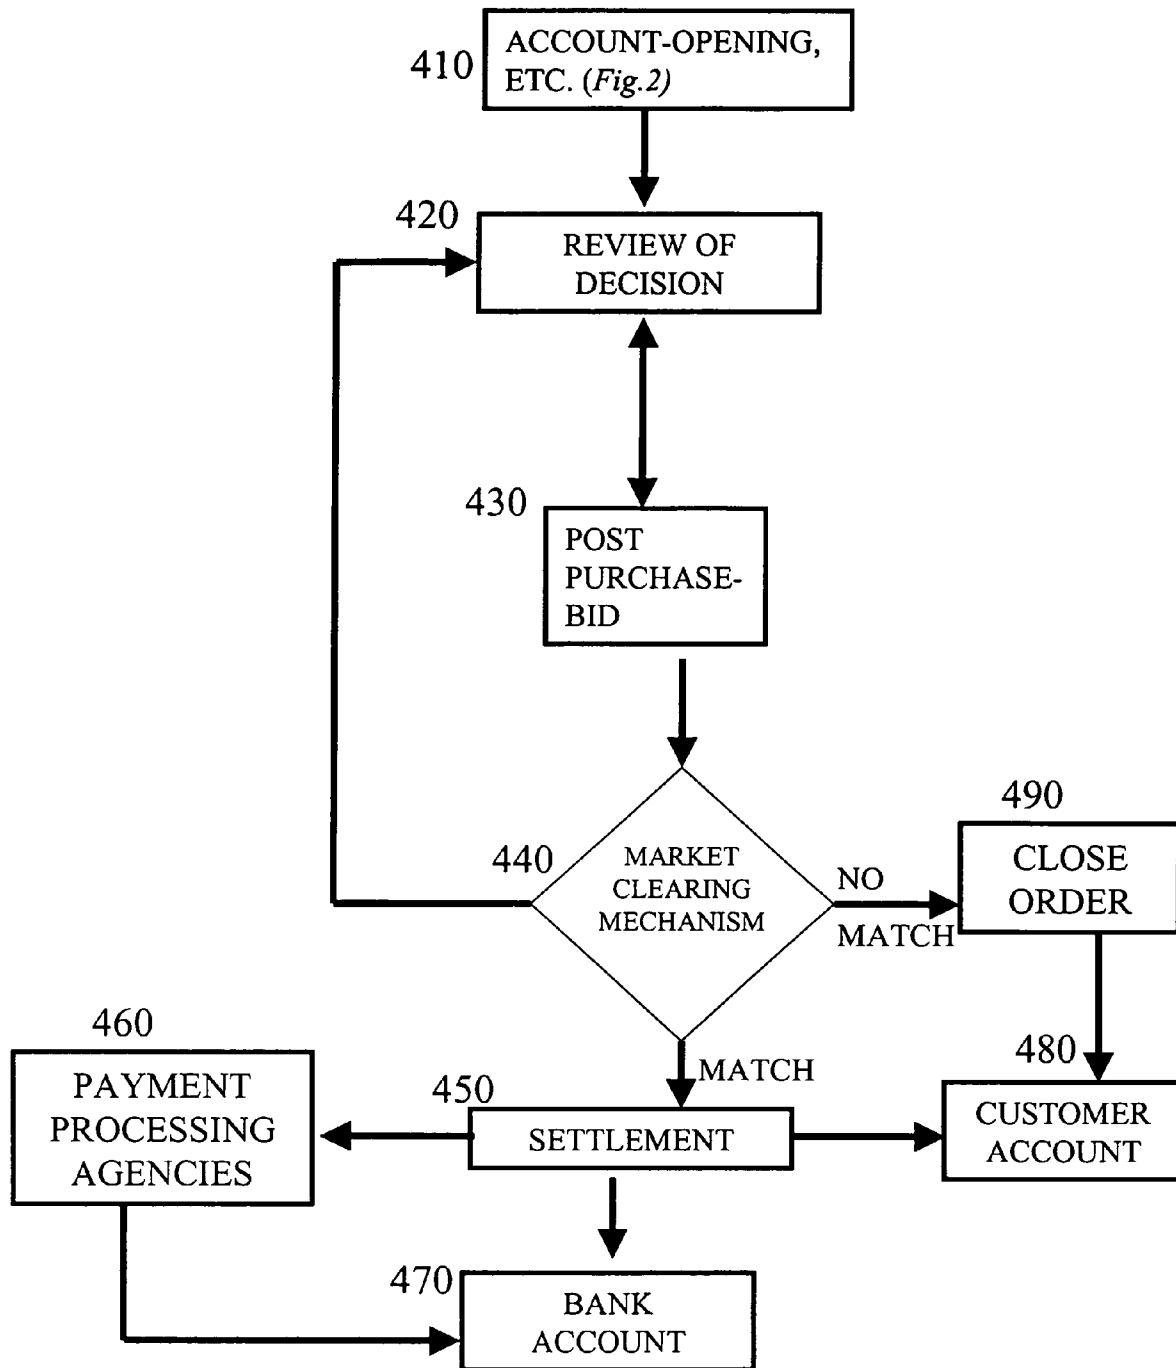 410
ACCOUNT-OPENING,
ETC. (Fig.2)
420
REVIEW OF
DECISION
430
POST
PURCHASE-
BID
440
MARKET
CLEARING
MECHANISM
NO
MATCH
490
CLOSE
ORDER
MATCH
450
SETTLEMENT
460
PAYMENT
PROCESSING
AGENCIES
480
CUSTOMER
ACCOUNT
470
BANK
ACCOUNT